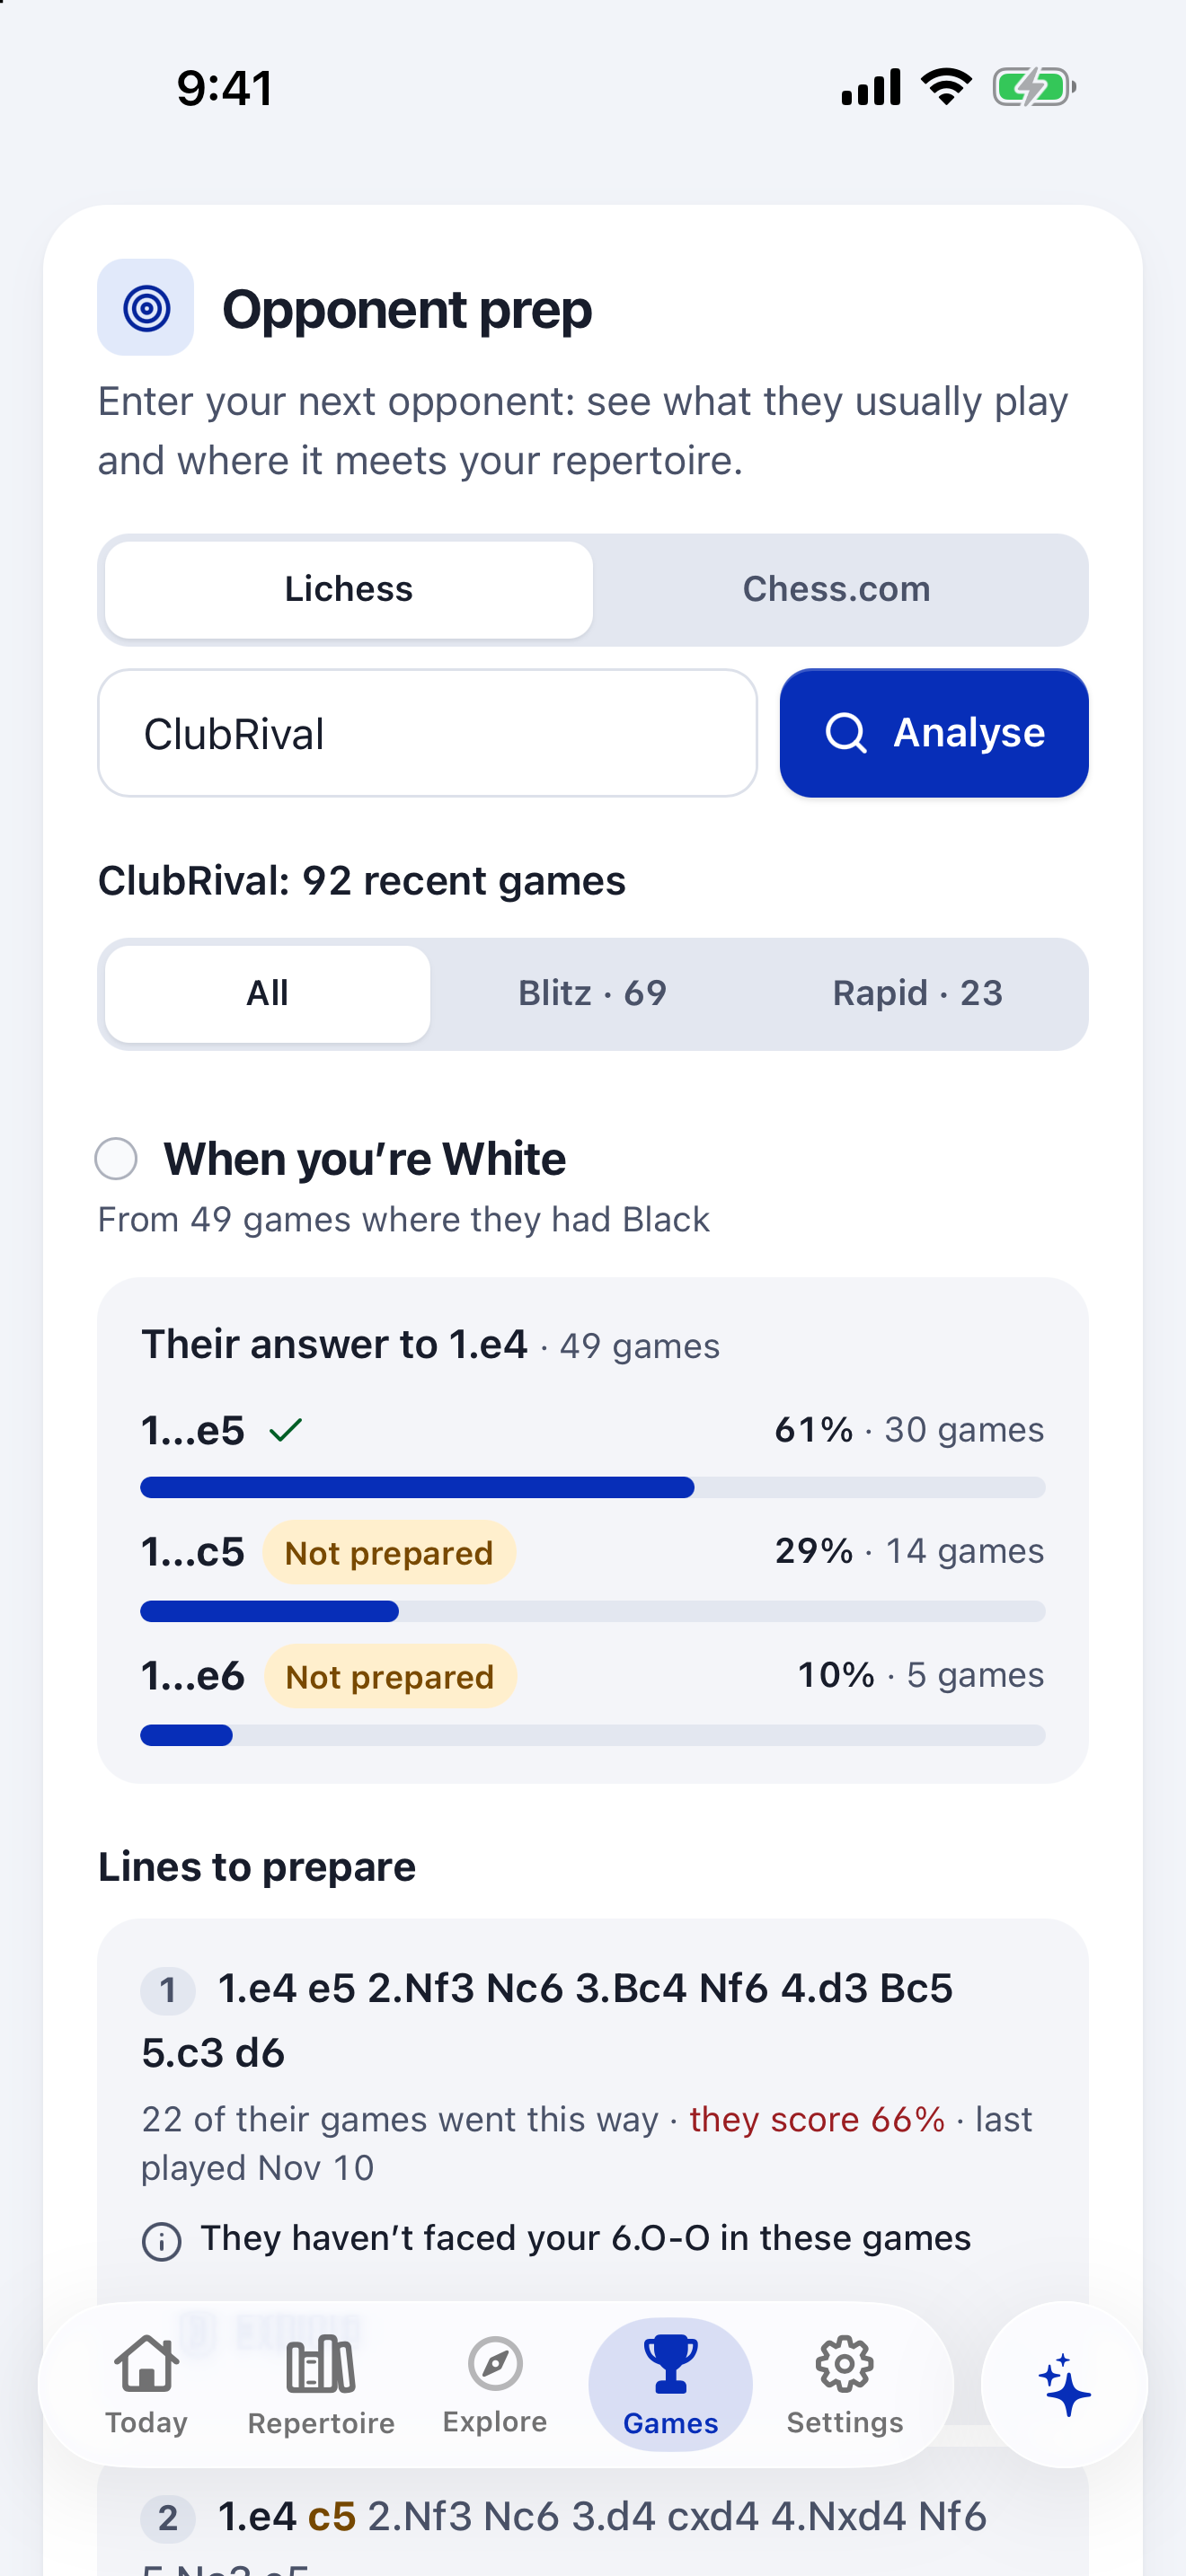 9:41
Opponent prep
Enter your next opponent: see what they usually play
and where it meets your repertoire.
Lichess
Chess.com
ClubRival
Analyse
ClubRival: 92 recent games
All
Blitz · 69
Rapid · 23
When you’re White
From 49 games where they had Black
Their answer to 1.e4 · 49 games
1...e5 61% · 30 games
1...c5 Not prepared 29% · 14 games
1...e6 Not prepared 10% · 5 games
Lines to prepare
1 1.e4 e5 2.Nf3 Nc6 3.Bc4 Nf6 4.d3 Bc5
5.c3 d6
22 of their games went this way · they score 66% · last
played Nov 10
They haven’t faced your 6.O-O in these games
Today
Repertoire
Explore
Games
Settings
2 1.e4 c5 2.Nf3 Nc6 3.d4 cxd4 4.Nxd4 Nf6